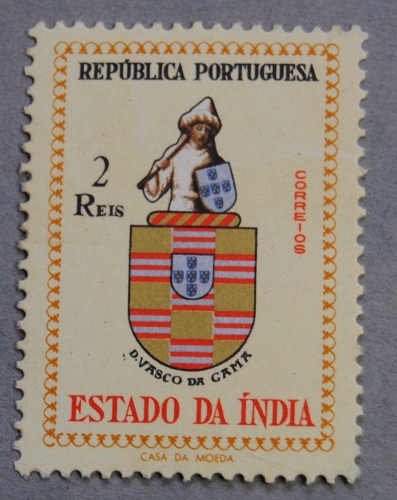 REPÚBLICA PORTUGUESA
2
REIS
CORREIOS
D. VASCO DA GAMA
ESTADO DA ÍNDIA
CASA DA MOEDA